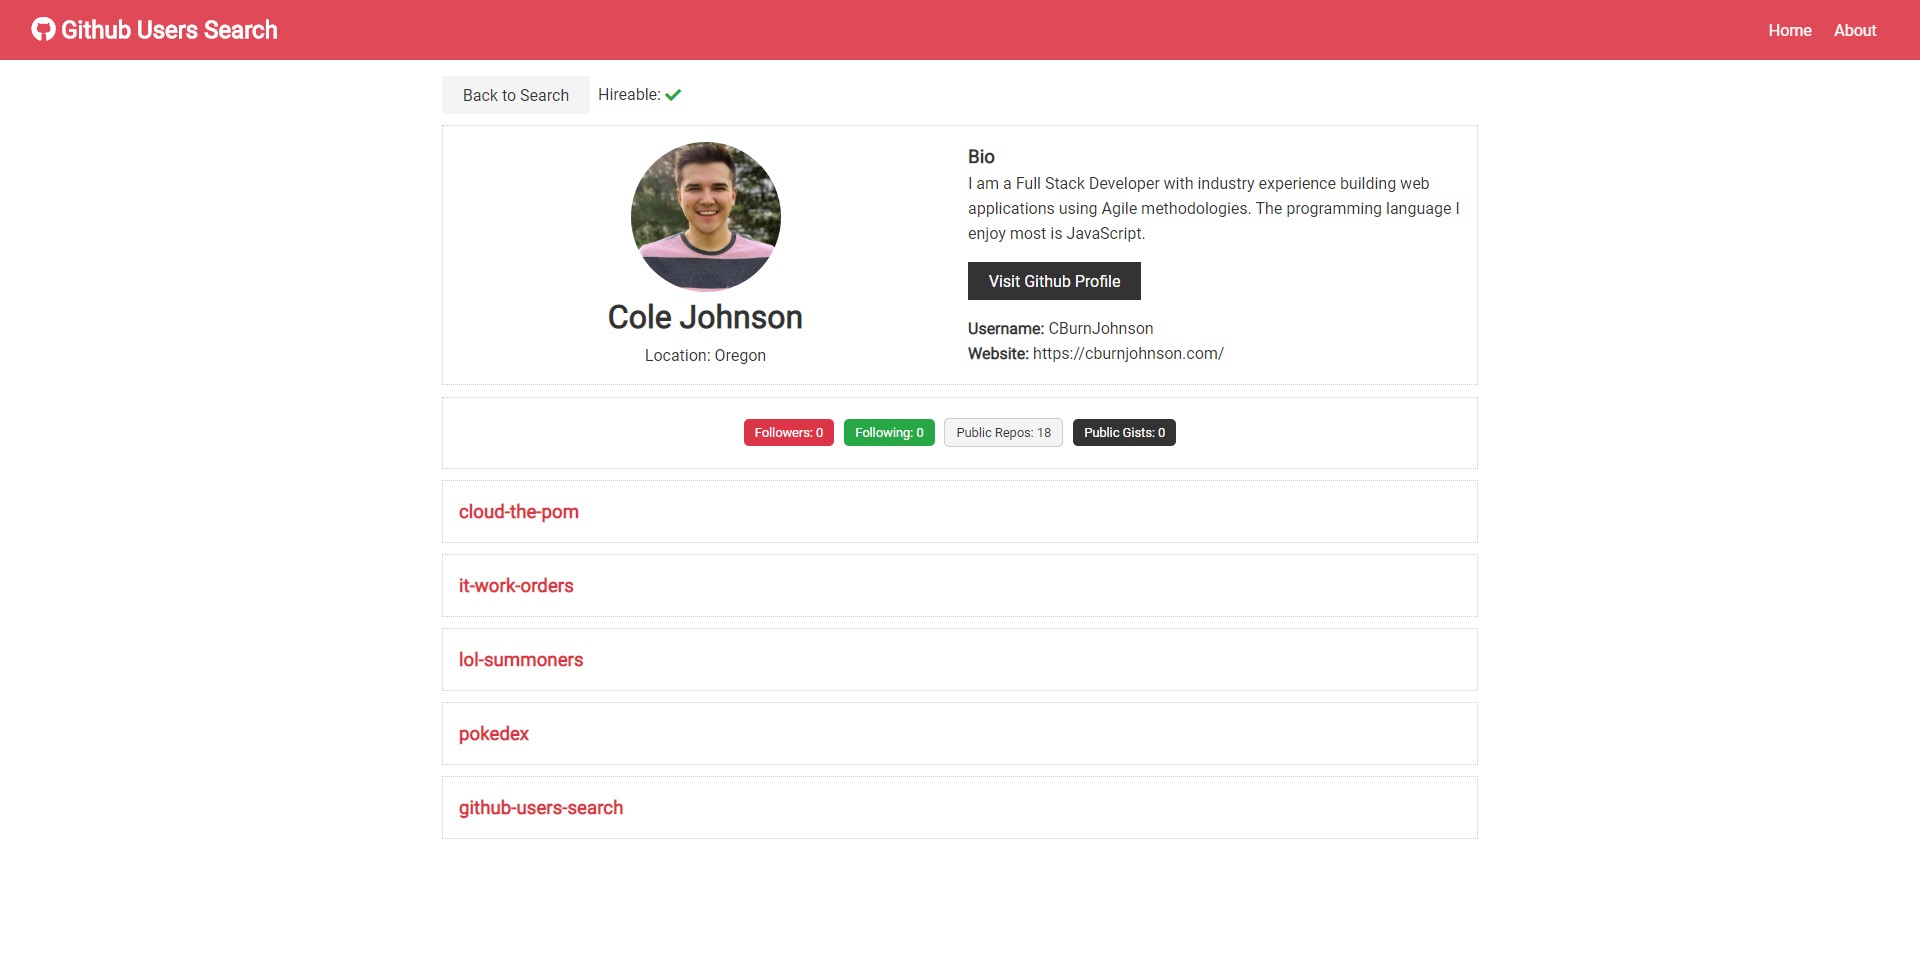 Github Users Search
Home
About
Back to Search
Hireable:
Cole Johnson
Location: Oregon
Bio
I am a Full Stack Developer with industry experience building web
applications using Agile methodologies. The programming language I
enjoy most is JavaScript.
Visit Github Profile
Username: CBurnJohnson
Website: https://cburnjohnson.com/
Followers: 0
Following: 0
Public Repos: 18
Public Gists: 0
cloud-the-pom
it-work-orders
lol-summoners
pokedex
github-users-search